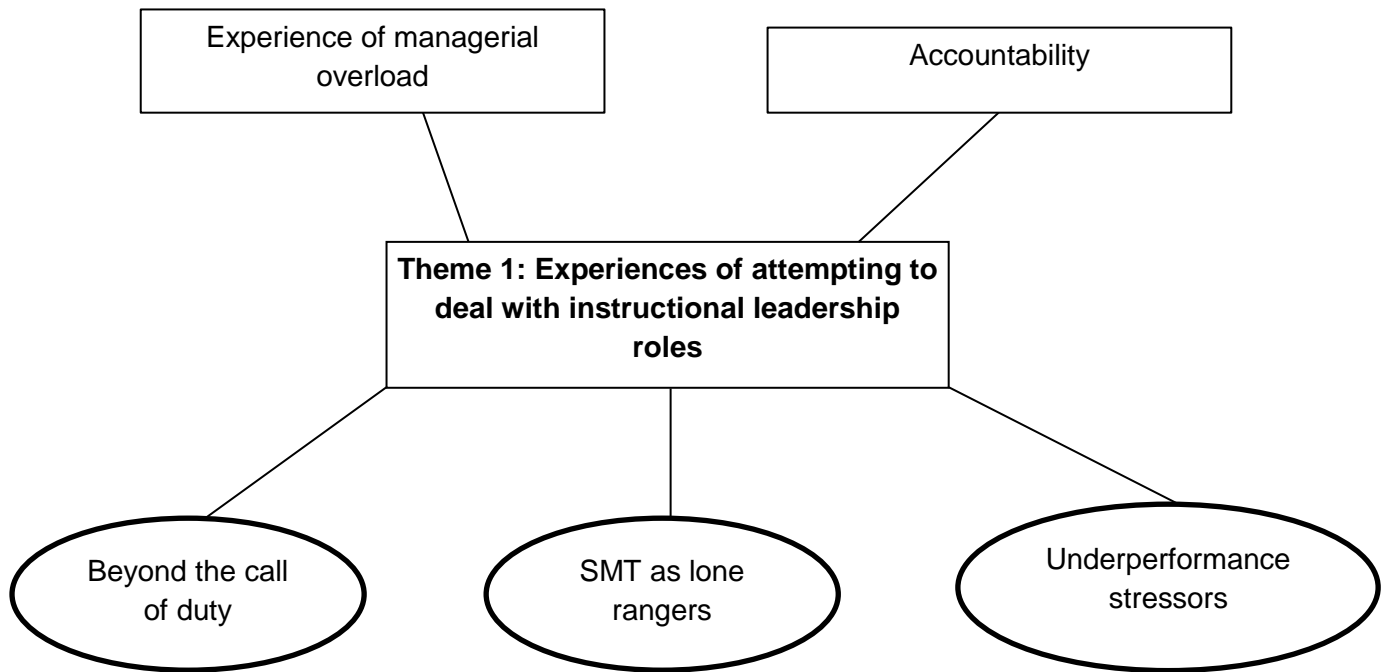 Experience of managerial
overload
Accountability
Theme 1: Experiences of attempting to
deal with instructional leadership
roles
Beyond the call
of duty
SMT as lone
rangers
Underperformance
stressors